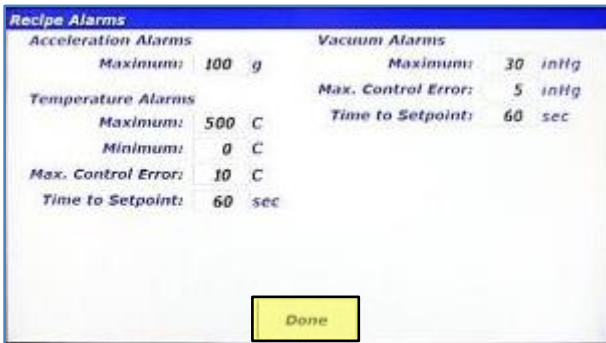 Recipe Alarms
Acceleration Alarms
Maximum: 100 g
Temperature Alarms
Maximum: 500 C
Minimum: 0 C
Max. Control Error: 10 C
Time to Setpoint: 60 sec
Vacuum Alarms
Maximum: 30 inHg
Max. Control Error: 5 inHg
Time to Setpoint: 60 sec
Done